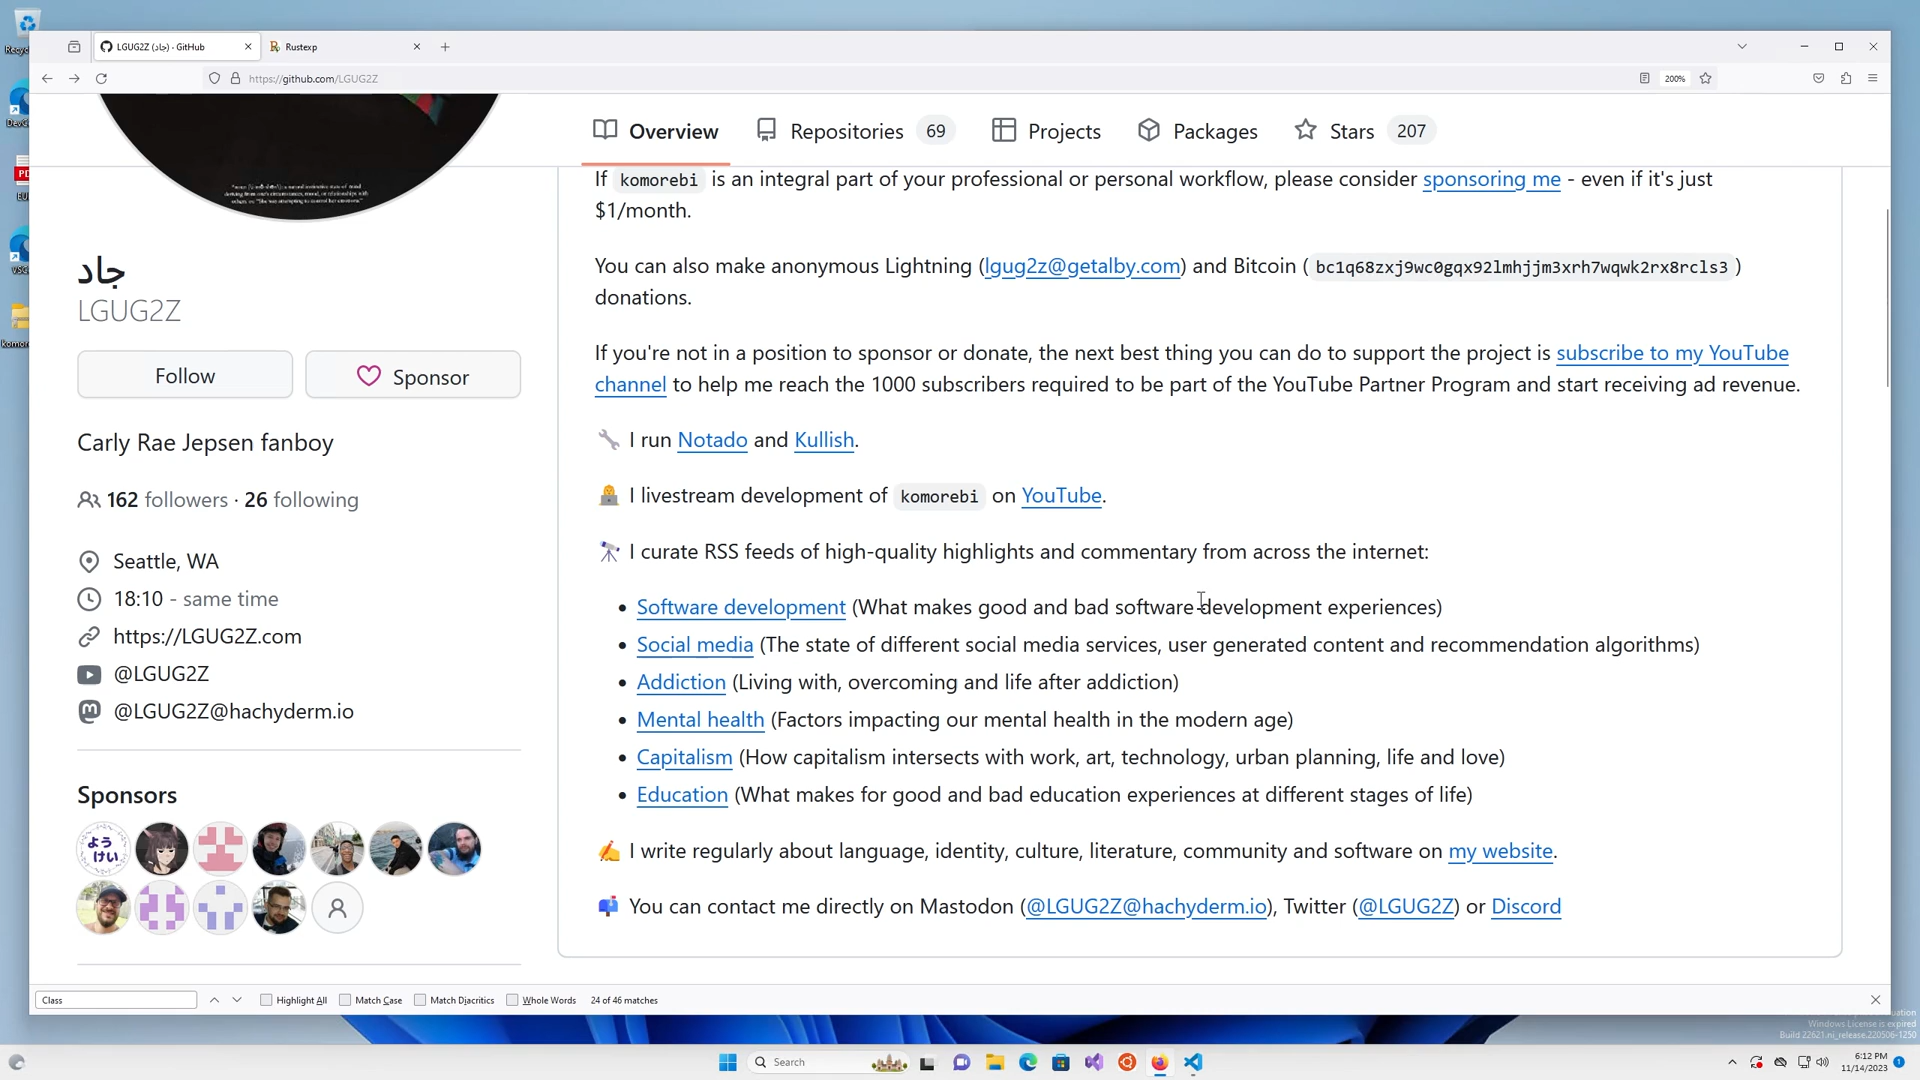 LGUG2Z (جاد) · GitHub
Rustexp
https://github.com/LGUG2Z
200%
Overview
Repositories 69
Projects
Packages
Stars 207
جاد
LGUG2Z
Follow
Sponsor
Carly Rae Jepsen fanboy
162 followers · 26 following
Seattle, WA
18:10 - same time
https://LGUG2Z.com
@LGUG2Z
@LGUG2Z@hachyderm.io
Sponsors
ようけい
If komorebi is an integral part of your professional or personal workflow, please consider sponsoring me - even if it's just
$1/month.
You can also make anonymous Lightning (lgug2z@getalby.com) and Bitcoin ( bc1q68zxj9wc0gqx92lmhjjm3xrh7wqwk2rx8rcls3 )
donations.
If you're not in a position to sponsor or donate, the next best thing you can do to support the project is subscribe to my YouTube
channel to help me reach the 1000 subscribers required to be part of the YouTube Partner Program and start receiving ad revenue.
🔧 I run Notado and Kullish.
I livestream development of komorebi on YouTube.
🔭 I curate RSS feeds of high-quality highlights and commentary from across the internet:
• Software development (What makes good and bad software development experiences)
• Social media (The state of different social media services, user generated content and recommendation algorithms)
• Addiction (Living with, overcoming and life after addiction)
• Mental health (Factors impacting our mental health in the modern age)
• Capitalism (How capitalism intersects with work, art, technology, urban planning, life and love)
• Education (What makes for good and bad education experiences at different stages of life)
✍️ I write regularly about language, identity, culture, literature, community and software on my website.
📫 You can contact me directly on Mastodon (@LGUG2Z@hachyderm.io), Twitter (@LGUG2Z) or Discord
Class
Highlight All
Match Case
Match Diacritics
Whole Words
24 of 46 matches
Windows License is expired
Build 22621.ni_release.220506-1250
Search
6:12 PM
11/14/2023
1